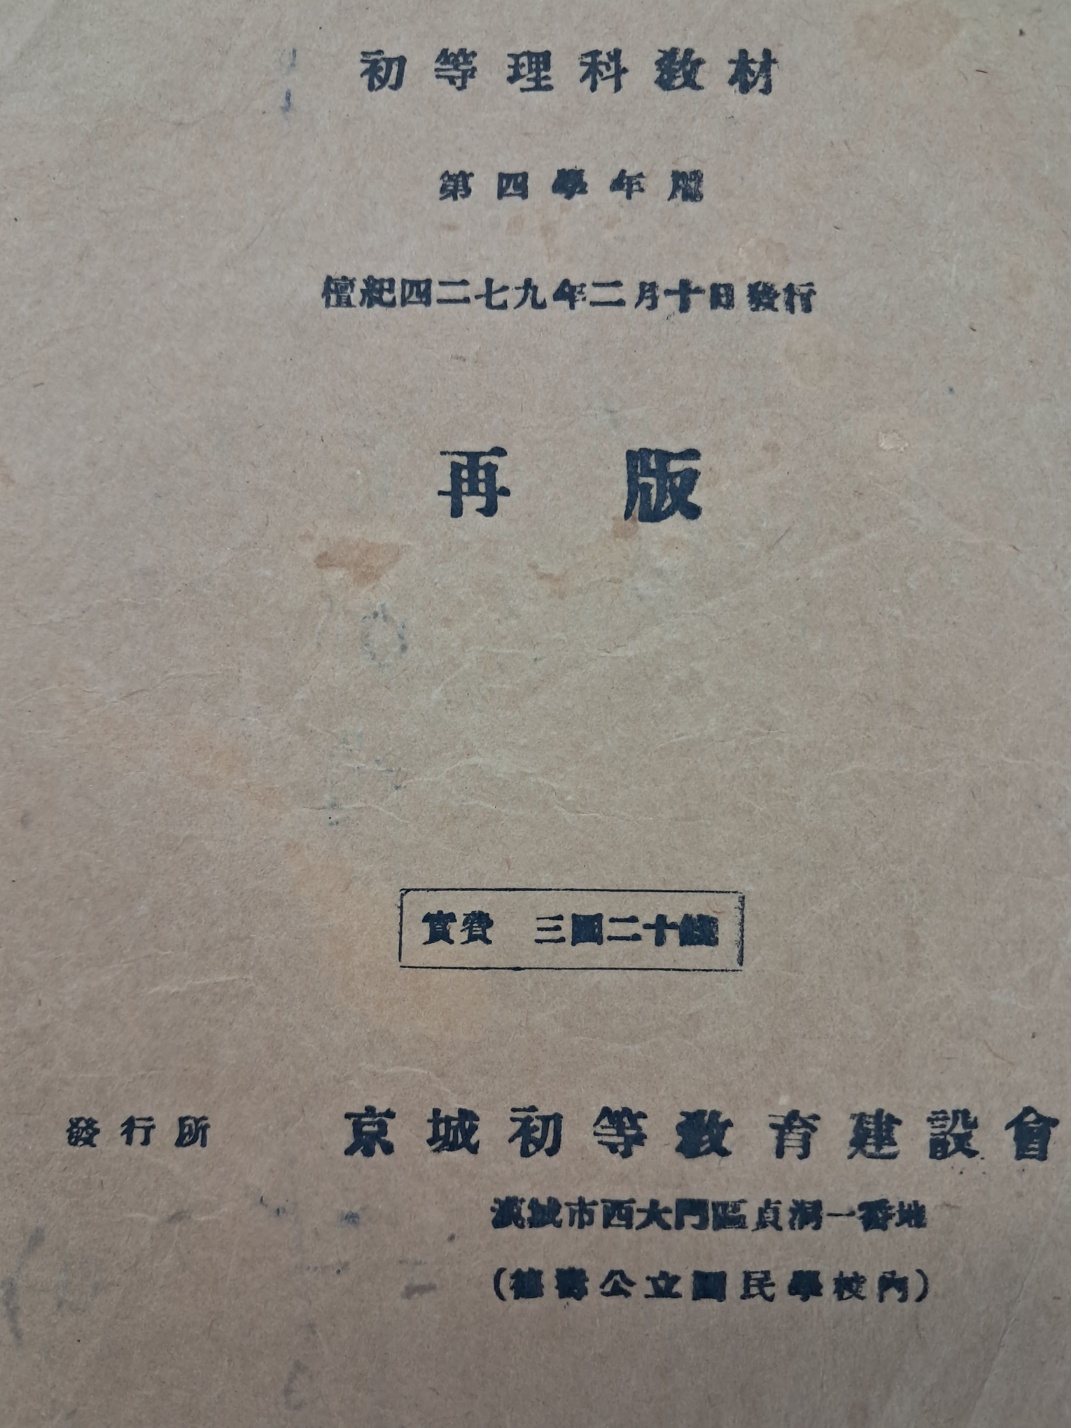 初等理科教材
第四學年用
檀紀四二七九年二月十日發行
再版
實費 三圓二十錢
發行所 京城初等教育建設會
漢城市西大門區貞洞一番地
(德壽公立國民學校內)